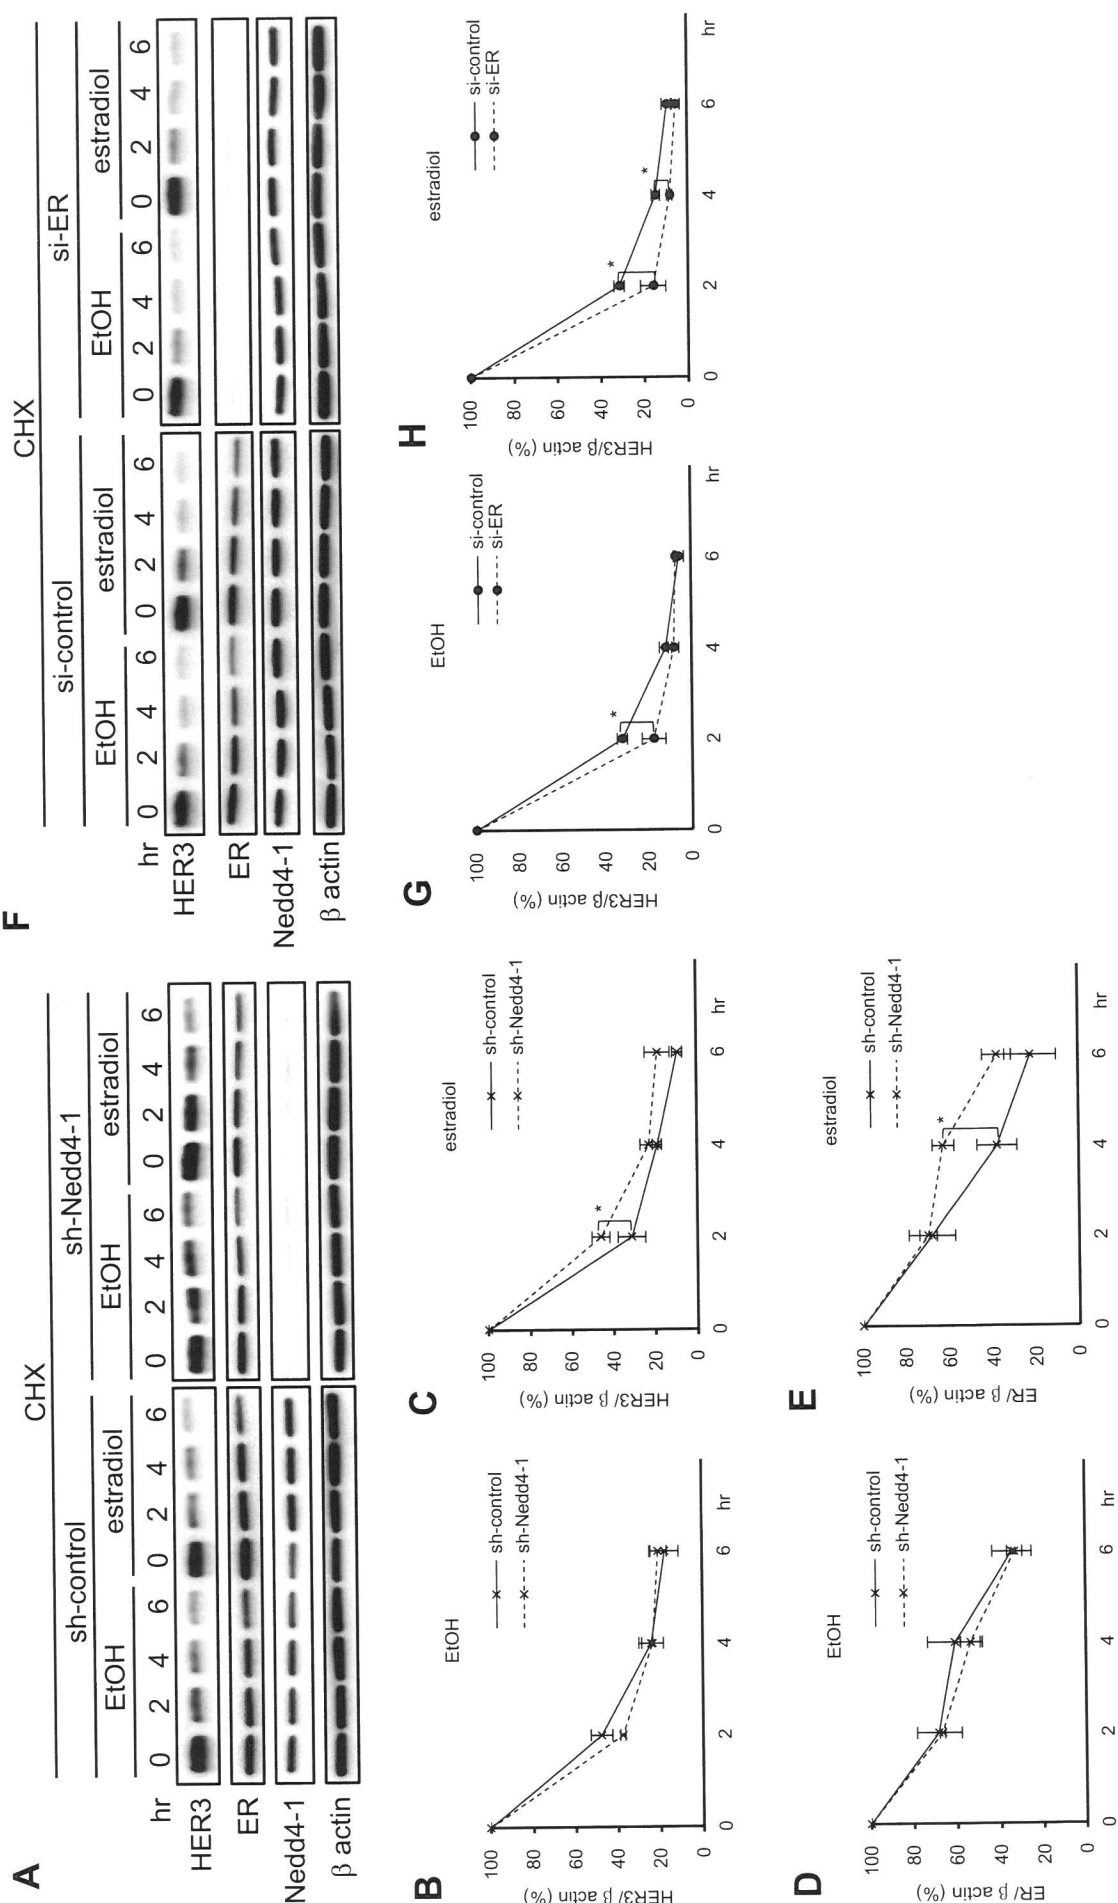 A
CHX
sh-control sh-Nedd4-1
EtOH estradiol EtOH estradiol
hr 0 2 4 6 0 2 4 6 0 2 4 6 0 2 4 6
HER3
ER
Nedd4-1
β actin
F
CHX
si-control si-ER
EtOH estradiol EtOH estradiol
hr 0 2 4 6 0 2 4 6 0 2 4 6 0 2 4 6
HER3
ER
Nedd4-1
β actin
B
EtOH
sh-control
sh-Nedd4-1
HER3/ β actin (%)
100
80
60
40
20
0
0 2 4 6 hr
C
estradiol
sh-control
sh-Nedd4-1
HER3/ β actin (%)
100
80
60
40
20
0
*
0 2 4 6 hr
G
EtOH
si-control
si-ER
HER3/β actin (%)
100
80
60
40
20
0
*
0 2 4 6 hr
H
estradiol
si-control
si-ER
HER3/β actin (%)
100
80
60
40
20
0
* *
0 2 4 6 hr
D
EtOH
sh-control
sh-Nedd4-1
ER/ β actin (%)
100
80
60
40
20
0
0 2 4 6 hr
E
estradiol
sh-control
sh-Nedd4-1
ER/ β actin (%)
100
80
60
40
20
0
*
0 2 4 6 hr